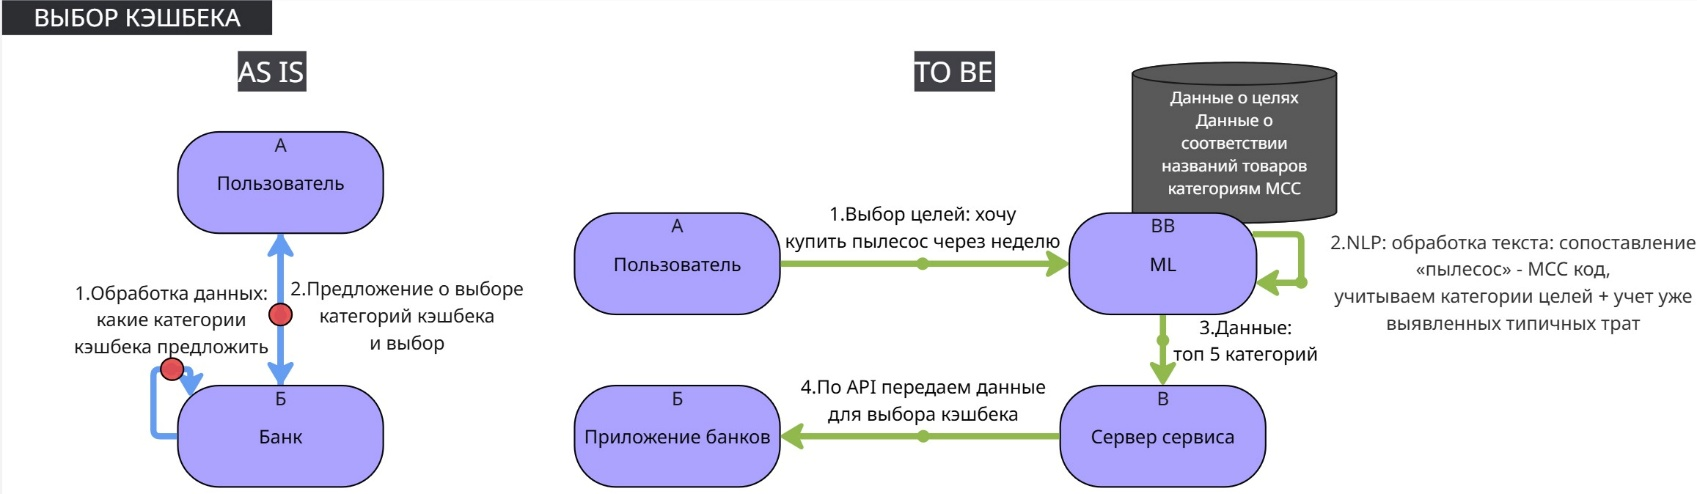 ВЫБОР КЭШБЕКА
AS IS
А
Пользователь
1.Обработка данных:
какие категории
кэшбека предложить
2.Предложение о выборе
категорий кэшбека
и выбор
Б
Банк
TO BE
Данные о целях
Данные о
соответствии
названий товаров
категориям МСС
А
Пользователь
1.Выбор целей: хочу
купить пылесос через неделю
ВВ
ML
2.NLP: обработка текста: сопоставление
«пылесос» - МСС код,
учитываем категории целей + учет уже
выявленных типичных трат
3.Данные:
топ 5 категорий
4.По API передаем данные
для выбора кэшбека
Б
Приложение банков
В
Сервер сервиса